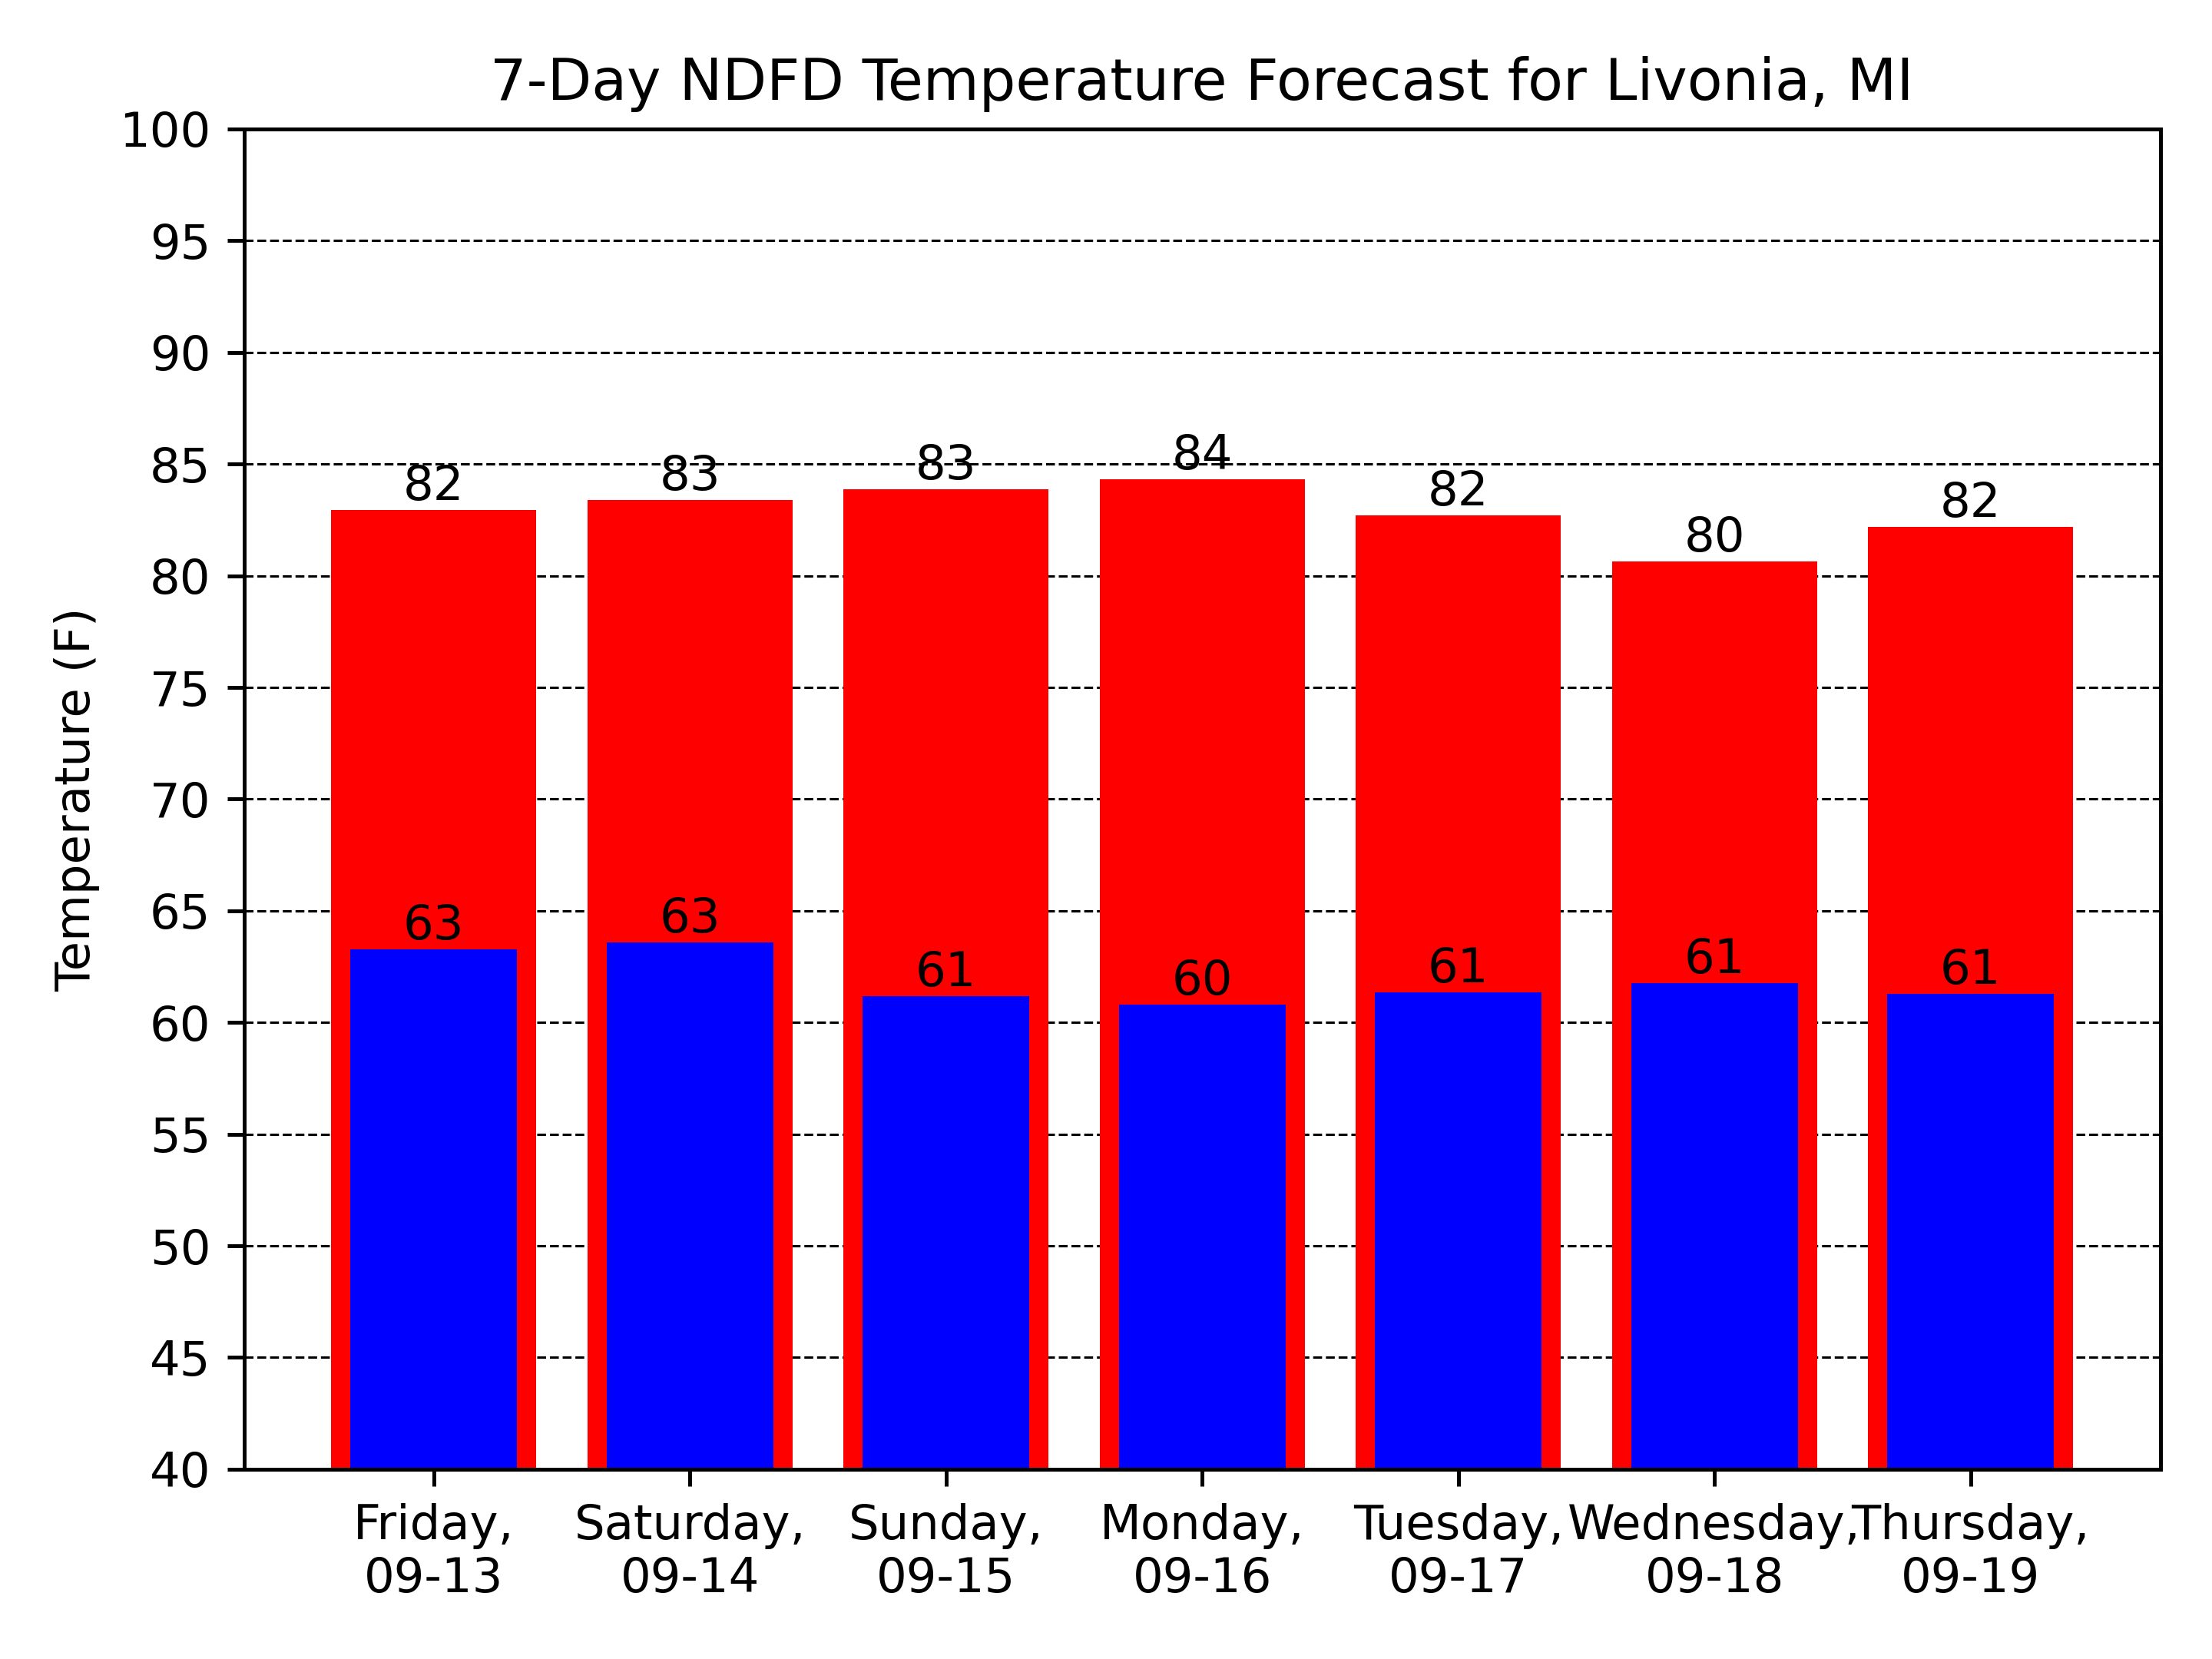 7-Day NDFD Temperature Forecast for Livonia, MI
100
95
90
85
80
75
70
65
60
55
50
45
40
Temperature (F)
82 83 83 84 82 80 82
63 63 61 60 61 61 61
Friday, Saturday, Sunday, Monday, Tuesday, Wednesday, Thursday,
09-13 09-14 09-15 09-16 09-17 09-18 09-19